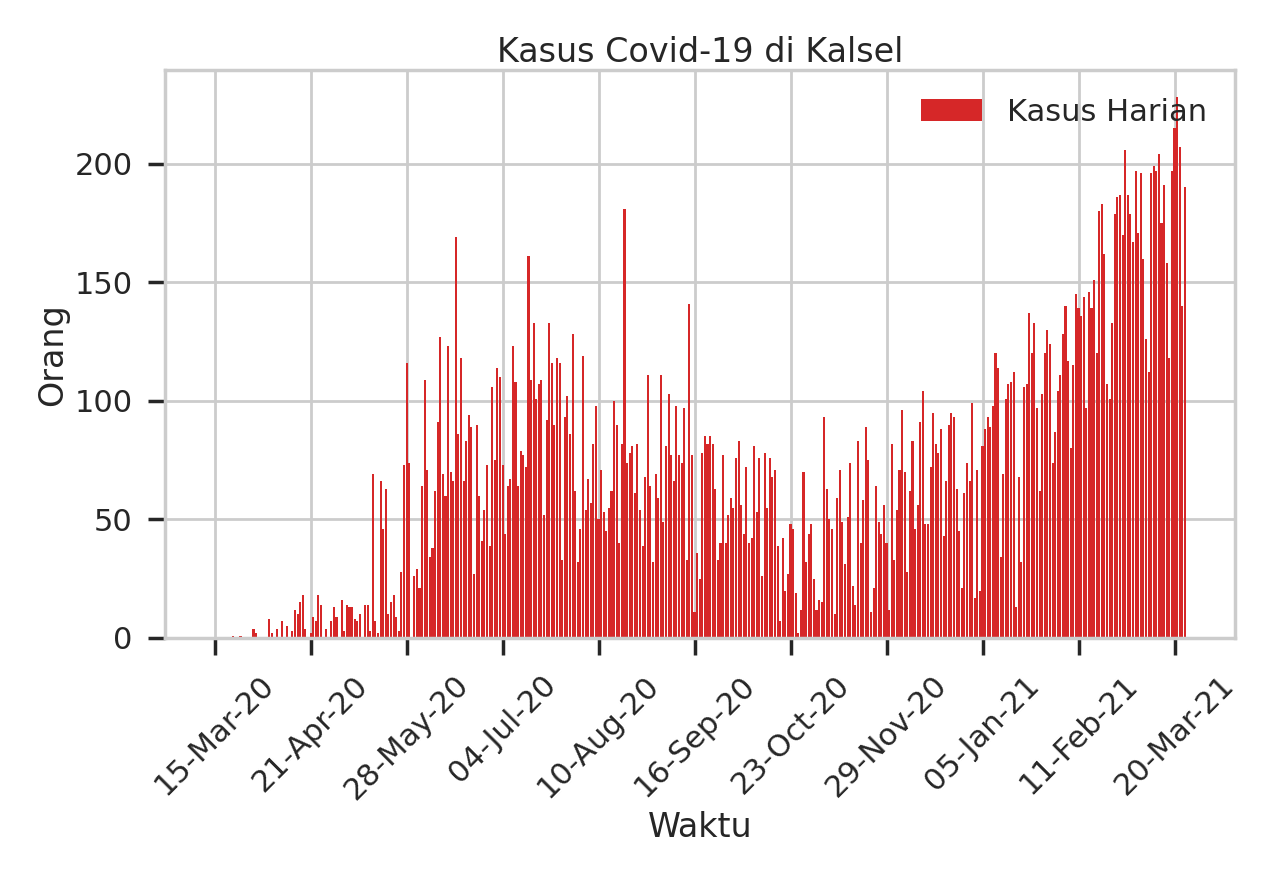 Kasus Covid-19 di Kalsel
Kasus Harian
Orang
200
150
100
50
0
15-Mar-20
21-Apr-20
28-May-20
04-Jul-20
10-Aug-20
16-Sep-20
23-Oct-20
29-Nov-20
05-Jan-21
11-Feb-21
20-Mar-21
Waktu